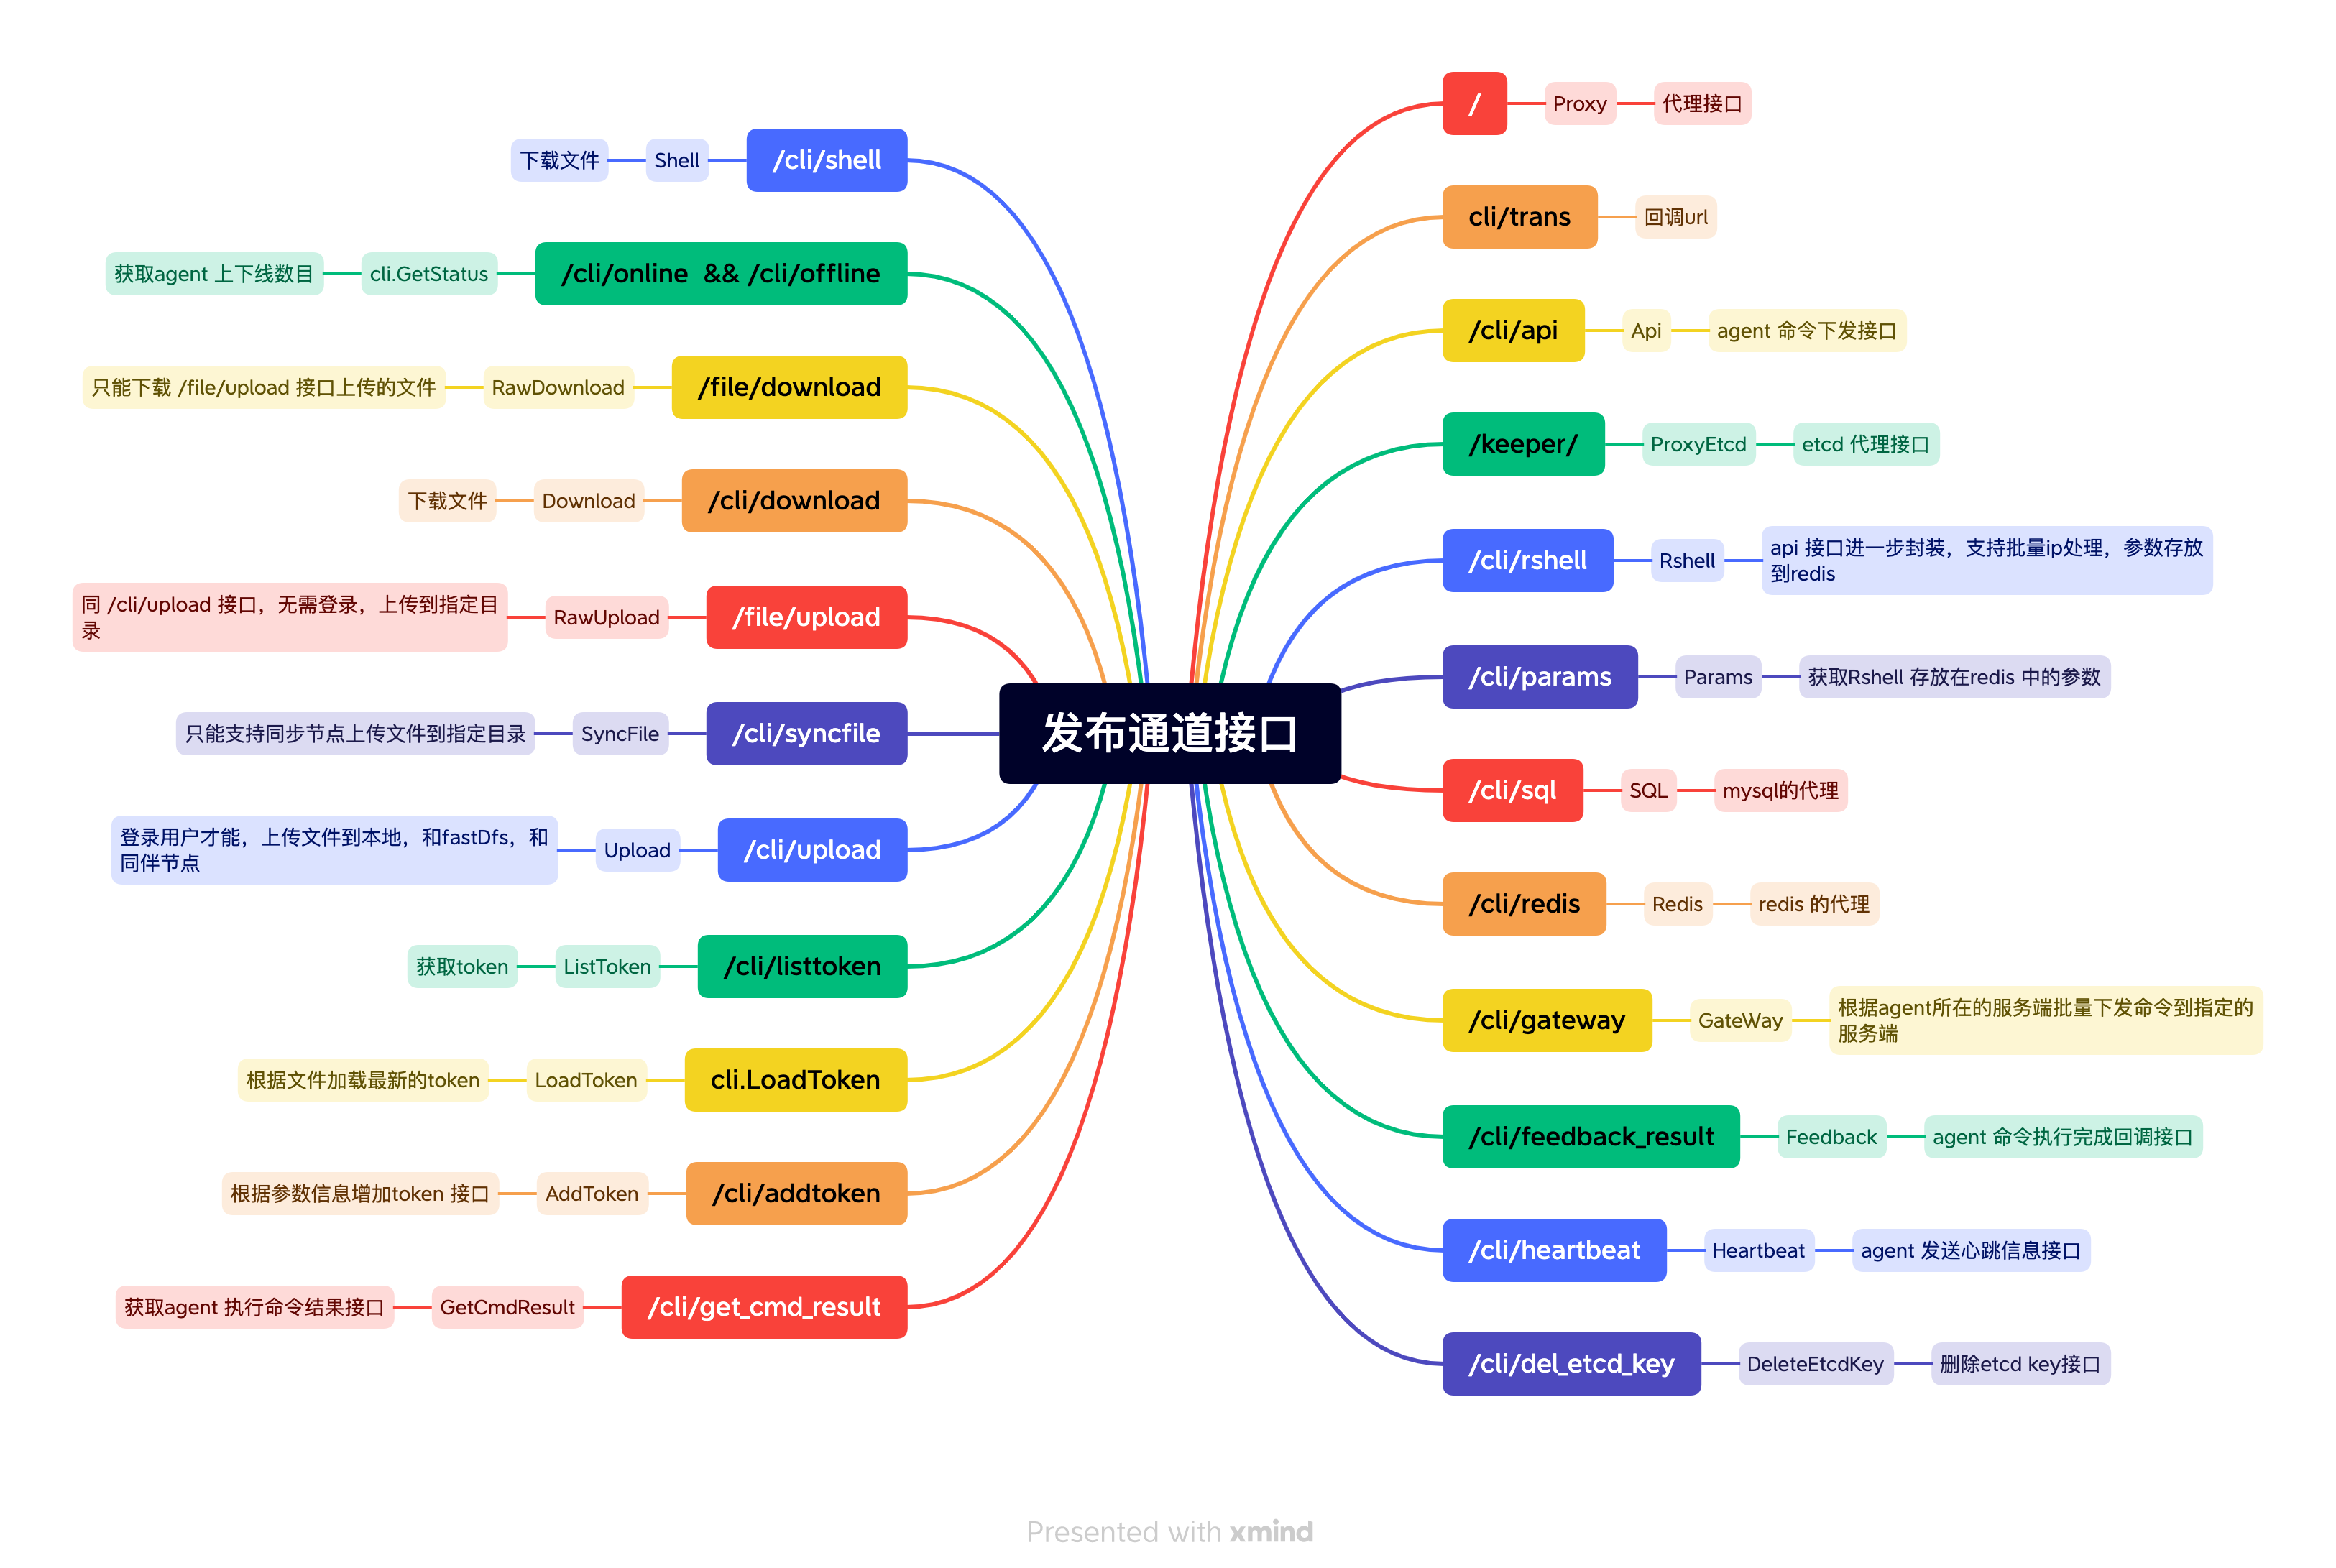 发布通道接口
/
Proxy
代理接口
cli/trans
回调url
/cli/api
Api
agent 命令下发接口
/keeper/
ProxyEtcd
etcd 代理接口
/cli/rshell
Rshell
api 接口进一步封装，支持批量ip处理，参数存放
到redis
/cli/params
Params
获取Rshell 存放在redis 中的参数
/cli/sql
SQL
mysql的代理
/cli/redis
Redis
redis 的代理
/cli/gateway
GateWay
根据agent所在的服务端批量下发命令到指定的
服务端
/cli/feedback_result
Feedback
agent 命令执行完成回调接口
/cli/heartbeat
Heartbeat
agent 发送心跳信息接口
/cli/del_etcd_key
DeleteEtcdKey
删除etcd key接口
/cli/shell
Shell
下载文件
/cli/online  && /cli/offline
cli.GetStatus
获取agent 上下线数目
/file/download
RawDownload
只能下载 /file/upload 接口上传的文件
/cli/download
Download
下载文件
/file/upload
RawUpload
同 /cli/upload 接口，无需登录，上传到指定目
录
/cli/syncfile
SyncFile
只能支持同步节点上传文件到指定目录
/cli/upload
Upload
登录用户才能，上传文件到本地，和fastDfs，和
同伴节点
/cli/listtoken
ListToken
获取token
cli.LoadToken
LoadToken
根据文件加载最新的token
/cli/addtoken
AddToken
根据参数信息增加token 接口
/cli/get_cmd_result
GetCmdResult
获取agent 执行命令结果接口
Presented with xmind